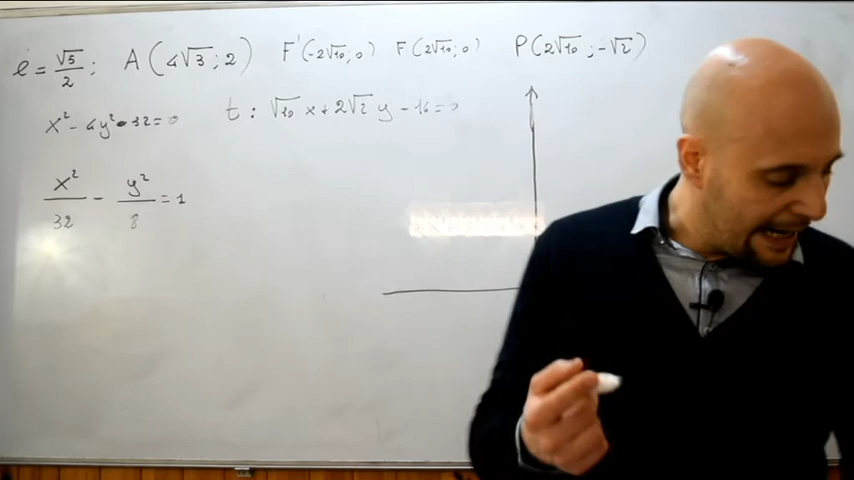 e = √5/2 ; A (4√3 ; 2) F'(-2√10 ; 0) F(2√10 ; 0) P(2√10 ; -√2)
x² - 4y² - 32 = 0 t : √10 x + 2√2 y - 16 = 0
x²/32 - y²/8 = 1